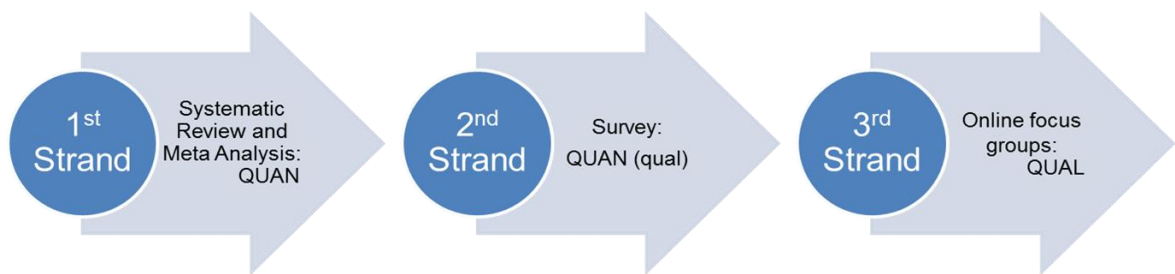 1st
Strand
Systematic
Review and
Meta Analysis:
QUAN
2nd
Strand
Survey:
QUAN (qual)
3rd
Strand
Online focus
groups:
QUAL